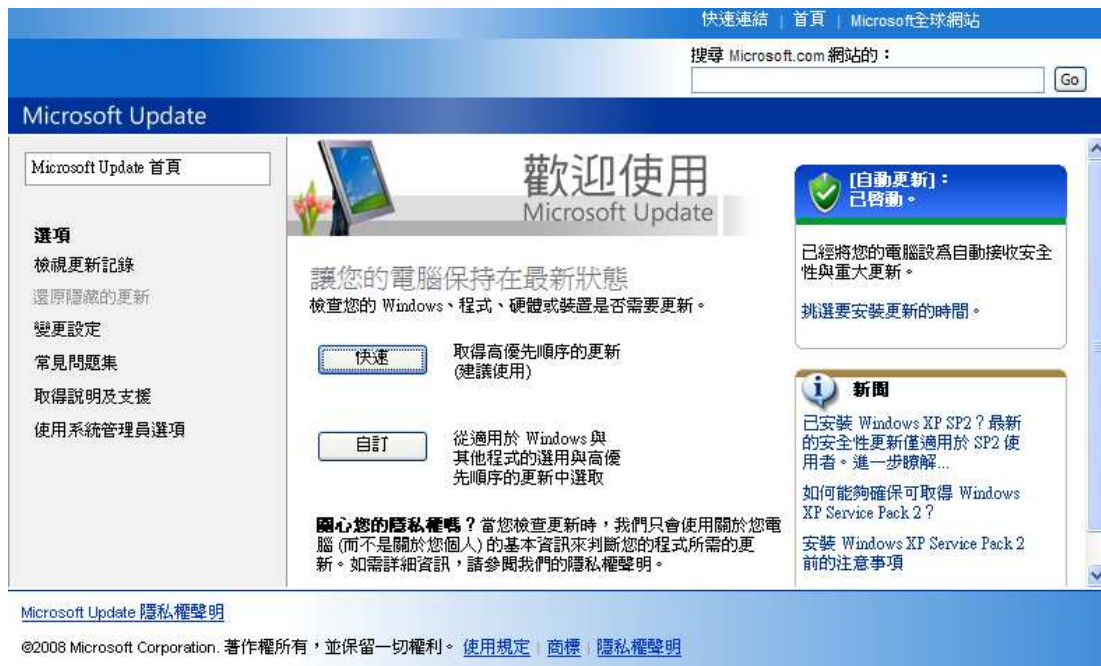 快速連結 | 首頁 | Microsoft全球網站
搜尋 Microsoft.com 網站的：
Go
Microsoft Update
Microsoft Update 首頁
選項
檢視更新記錄
還原隱藏的更新
變更設定
常見問題集
取得說明及支援
使用系統管理員選項
歡迎使用
Microsoft Update
讓您的電腦保持在最新狀態
檢查您的 Windows、程式、硬體或裝置是否需要更新。
快速
取得高優先順序的更新
(建議使用)
自訂
從適用於 Windows 與
其他程式的選用與高優
先順序的更新中選取
關心您的隱私權嗎？當您檢查更新時，我們只會使用關於您電
腦 (而不是關於您個人) 的基本資訊來判斷您的程式所需的更
新。如需詳細資訊，請參閱我們的隱私權聲明。
[自動更新]：
已啓動。
已經將您的電腦設爲自動接收安全
性與重大更新。
挑選要安裝更新的時間。
新聞
已安裝 Windows XP SP2？最新
的安全性更新僅適用於 SP2 使
用者。進一步瞭解...
如何能夠確保可取得 Windows
XP Service Pack 2？
安裝 Windows XP Service Pack 2
前的注意事項
Microsoft Update 隱私權聲明
©2008 Microsoft Corporation. 著作權所有，並保留一切權利。 使用規定 | 商標 | 隱私權聲明